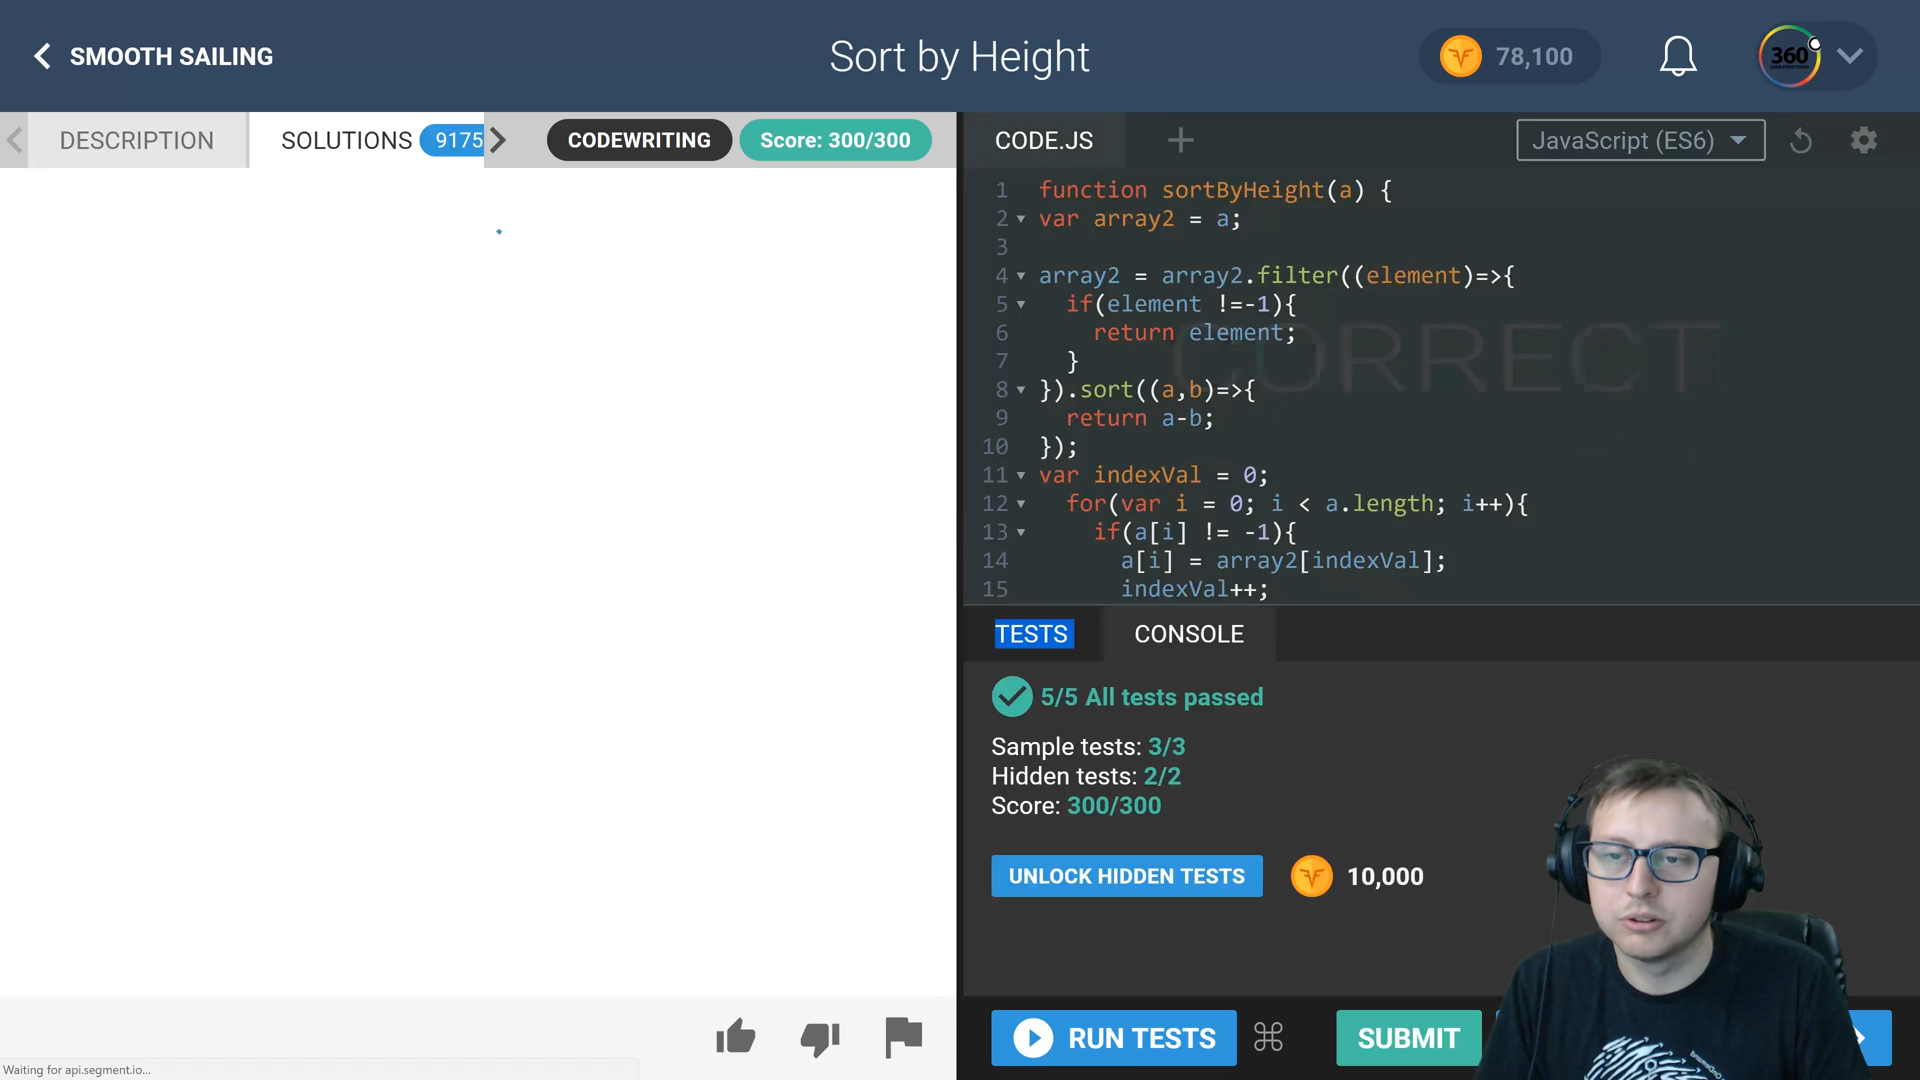 SMOOTH SAILING
Sort by Height
78,100
360
DESCRIPTION
SOLUTIONS 9175
CODEWRITING
Score: 300/300
CODE.JS
JavaScript (ES6)
1 function sortByHeight(a) {
2 var array2 = a;
3
4 array2 = array2.filter((element)=>{
5 if(element !=-1){
6 return element;
7 }
8 }).sort((a,b)=>{
9 return a-b;
10 });
11 var indexVal = 0;
12 for(var i = 0; i < a.length; i++){
13 if(a[i] != -1){
14 a[i] = array2[indexVal];
15 indexVal++;
CORRECT
TESTS
CONSOLE
5/5 All tests passed
Sample tests: 3/3
Hidden tests: 2/2
Score: 300/300
UNLOCK HIDDEN TESTS
10,000
RUN TESTS
SUBMIT
Waiting for api.segment.io...